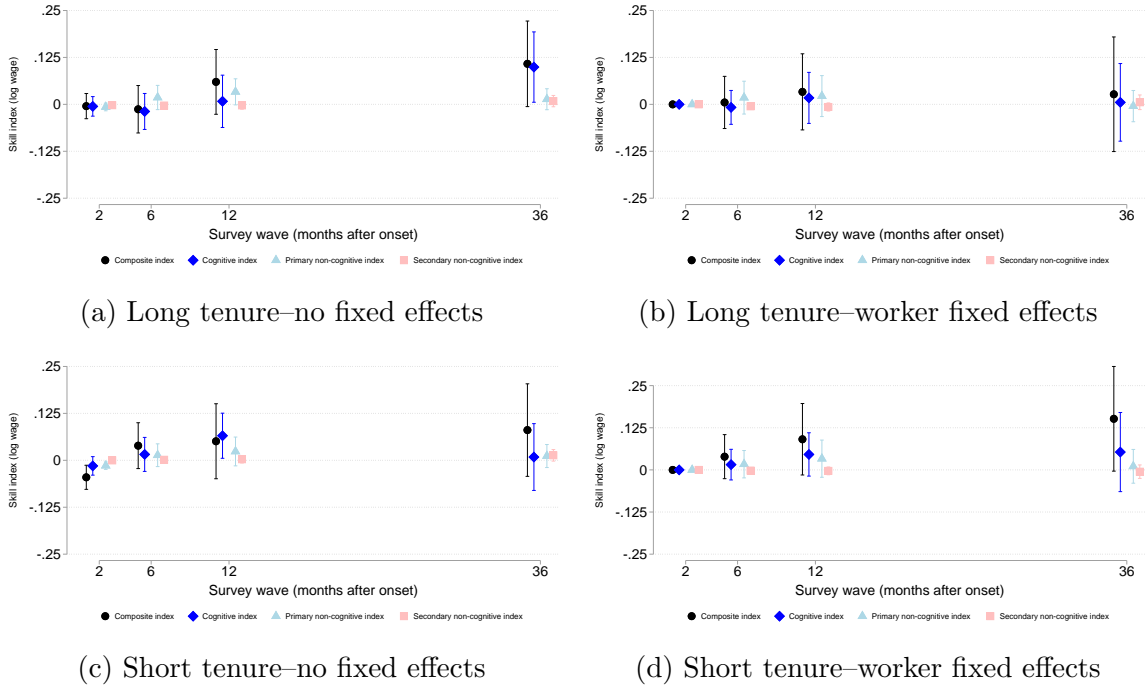 .25
.125
0
-.125
-.25
Skill index (log wage)
2 6 12 36
Survey wave (months after onset)
Composite index Cognitive index Primary non-cognitive index Secondary non-cognitive index
(a) Long tenure–no fixed effects
.25
.125
0
-.125
-.25
Skill index (log wage)
2 6 12 36
Survey wave (months after onset)
Composite index Cognitive index Primary non-cognitive index Secondary non-cognitive index
(b) Long tenure–worker fixed effects
.25
.125
0
-.125
-.25
Skill index (log wage)
2 6 12 36
Survey wave (months after onset)
Composite index Cognitive index Primary non-cognitive index Secondary non-cognitive index
(c) Short tenure–no fixed effects
.25
.125
0
-.125
-.25
Skill index (log wage)
2 6 12 36
Survey wave (months after onset)
Composite index Cognitive index Primary non-cognitive index Secondary non-cognitive index
(d) Short tenure–worker fixed effects